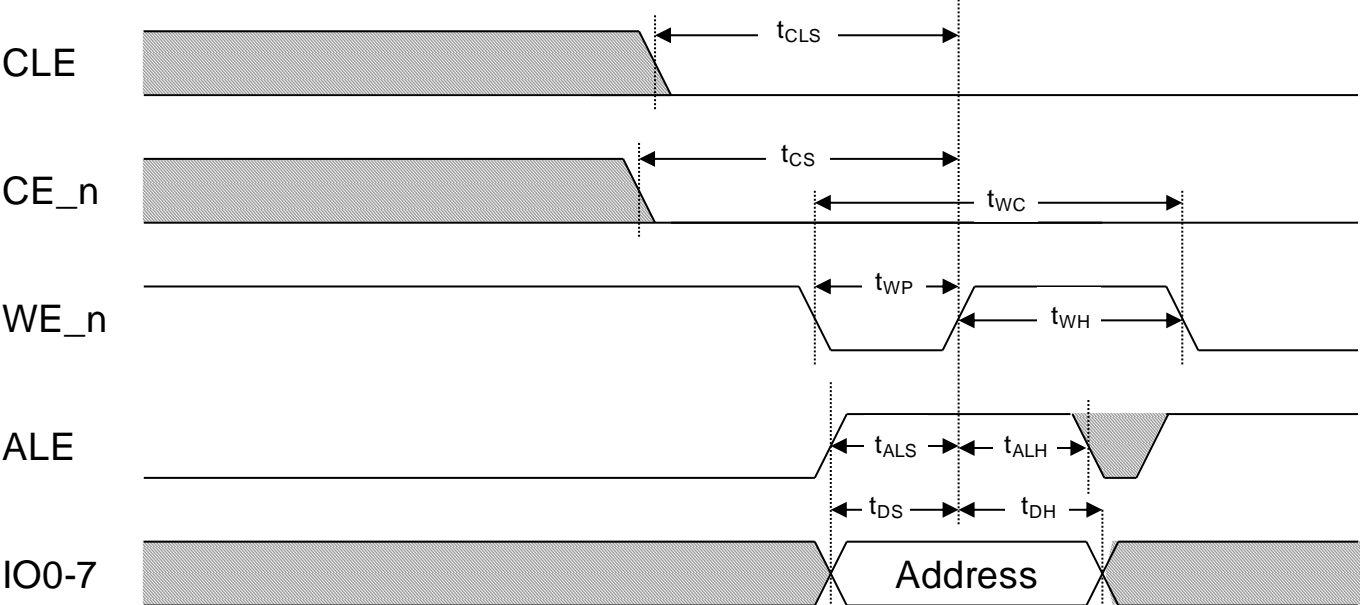 CLE
tCLS
CE_n
tCS
tWC
WE_n
tWP
tWH
ALE
tALS
tALH
tDS
tDH
IO0-7
Address